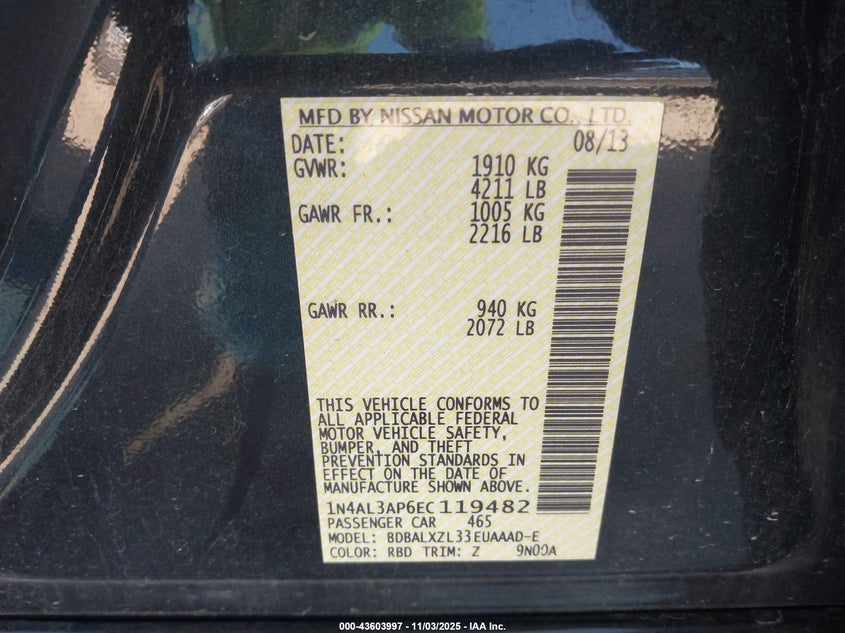 MFD BY NISSAN MOTOR CO., LTD.
DATE: 08/13
GVWR: 1910 KG
4211 LB
GAWR FR.: 1005 KG
2216 LB
GAWR RR.: 940 KG
2072 LB
THIS VEHICLE CONFORMS TO
ALL APPLICABLE FEDERAL
MOTOR VEHICLE SAFETY,
BUMPER, AND THEFT
PREVENTION STANDARDS IN
EFFECT ON THE DATE OF
MANUFACTURE SHOWN ABOVE.
1N4AL3AP6EC119482
PASSENGER CAR 465
MODEL: BDBALXZL33EUAAAD-E
COLOR: RBD TRIM: Z 9N00A
000-43603997 - 11/03/2025 - IAA Inc.